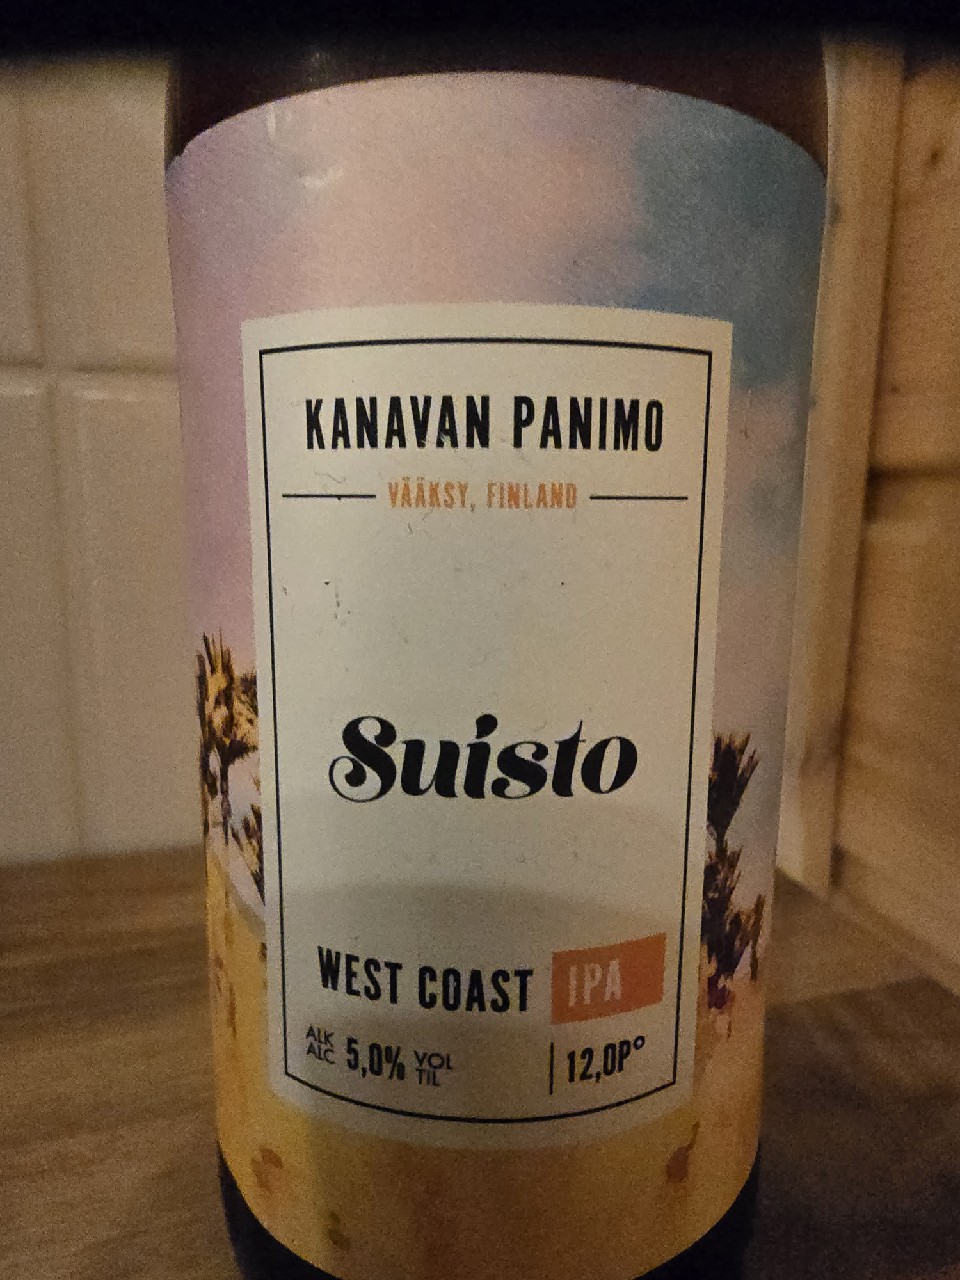 KANAVAN PANIMO
VÄÄKSY, FINLAND
Suisto
WEST COAST IPA
ALK ALC 5,0% VOL TIL | 12,0P°